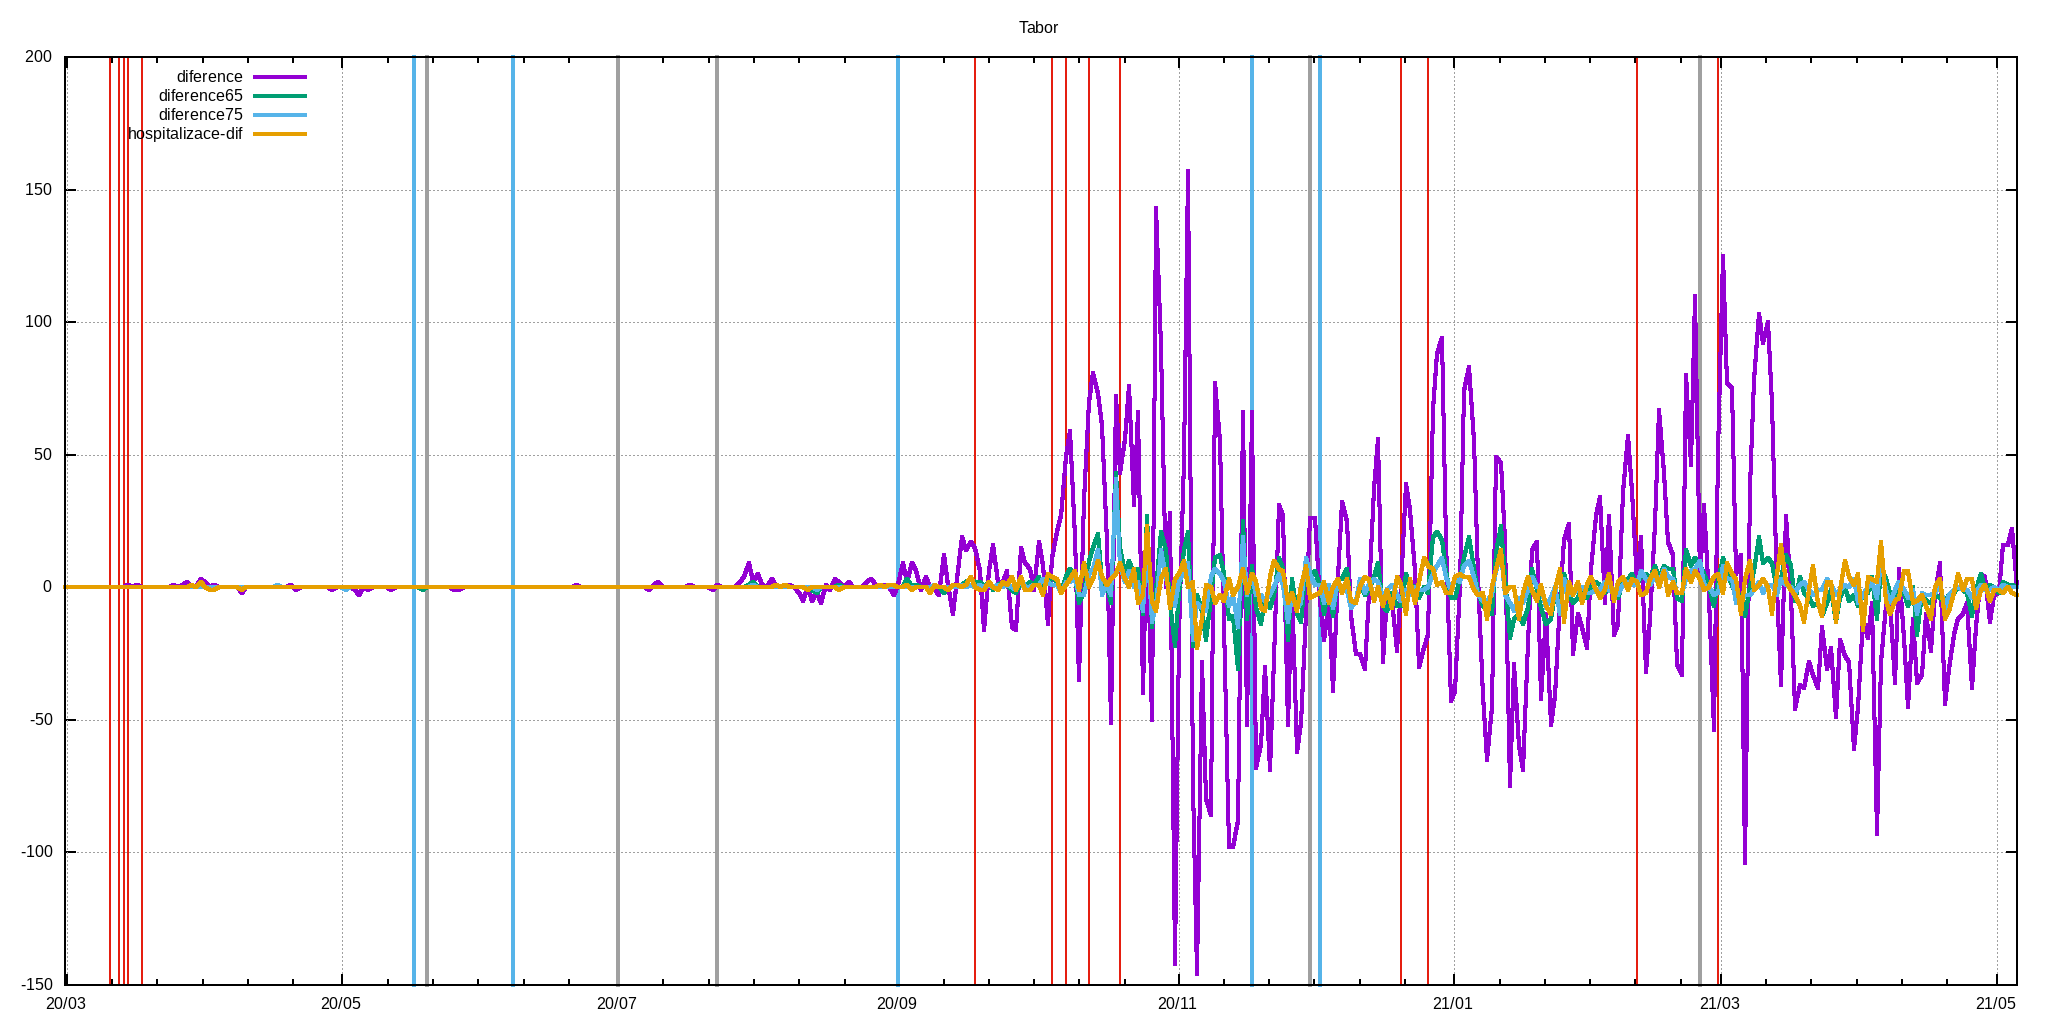 Tabor
200
150
100
50
0
-50
-100
-150
diference
diference65
diference75
hospitalizace-dif
20/03 20/05 20/07 20/09 20/11 21/01 21/03 21/05